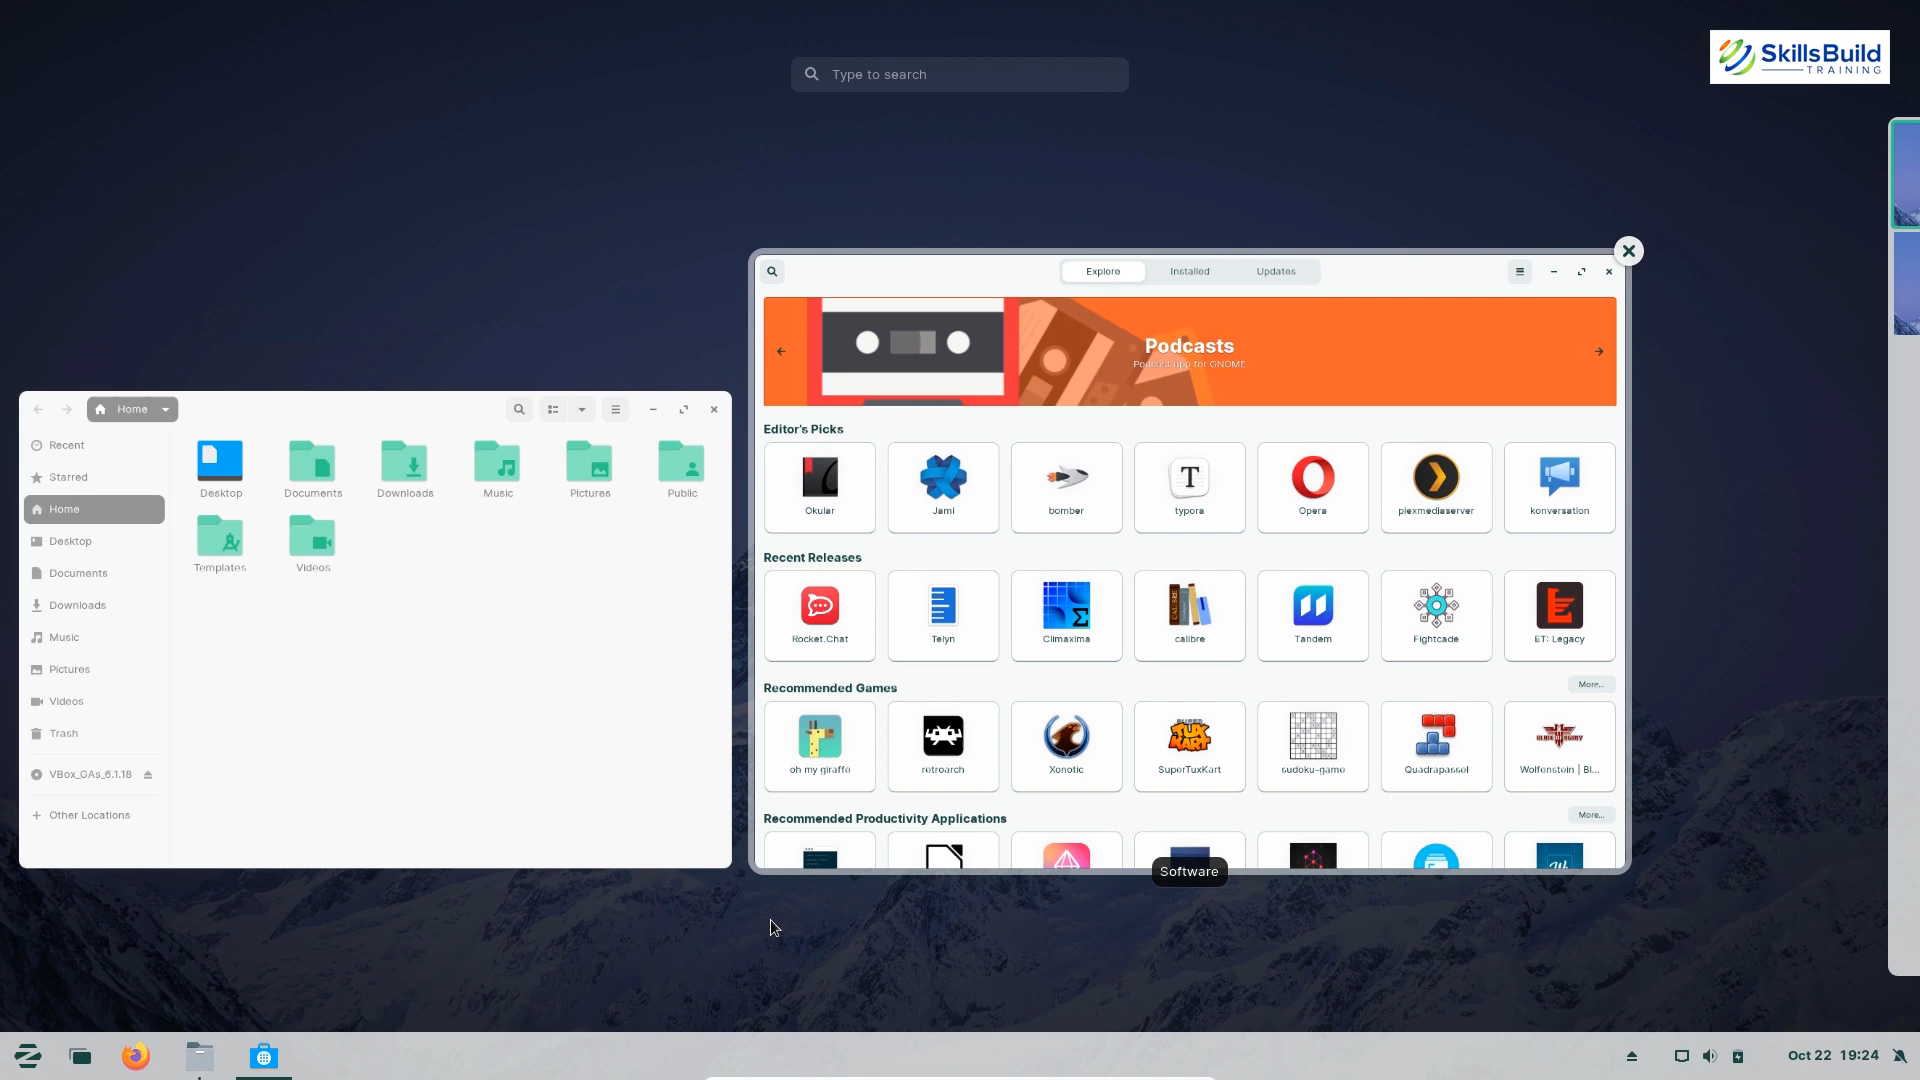 Type to search
SkillsBuild
TRAINING
Home
Recent
Starred
Home
Desktop
Documents
Downloads
Music
Pictures
Videos
Trash
VBox_GAs_6.1.18
Other Locations
Desktop
Documents
Downloads
Music
Pictures
Public
Templates
Videos
Explore
Installed
Updates
Podcasts
Podcast app for GNOME
Editor's Picks
Okular
Jami
bomber
T
typora
Opera
plexmediaserver
konversation
Recent Releases
Rocket.Chat
Telyn
Climaxima
CALIBRE
calibre
Tandem
Fightcade
ET: Legacy
Recommended Games
More...
oh my giraffe
retroarch
Xonotic
SUPER
TUX
KART
SuperTuxKart
sudoku-game
Quadrapassel
Wolfenstein | Bl...
Recommended Productivity Applications
More...
Software
Oct 22 19:24